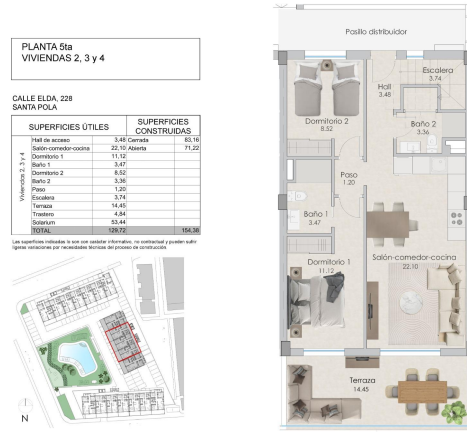 PLANTA 5ta
VIVIENDAS 2, 3 y 4
CALLE ELDA, 228
SANTA POLA
SUPERFICIES ÚTILES SUPERFICIES CONSTRUIDAS
Viviendas 2, 3 y 4
Hall de acceso 3,48 Cerrada 83,16
Salón-comedor-cocina 22,10 Abierta 71,22
Dormitorio 1 11,12
Baño 1 3,47
Dormitorio 2 8,52
Baño 2 3,36
Paso 1,20
Escalera 3,74
Terraza 14,45
Trastero 4,84
Solarium 53,44
TOTAL 129,72 154,38
Las superficies indicadas lo son con carácter informativo, no contractual y pueden sufrir
ligeras variaciones por necesidades técnicas del proceso de construcción
N
Pasillo distribuidor
Escalera
3.74
Hall
3.48
Dormitorio 2
8.52
Baño 2
3.36
Paso
1.20
Baño 1
3.47
Dormitorio 1
11.12
Salón-comedor-cocina
22.10
Terraza
14.45